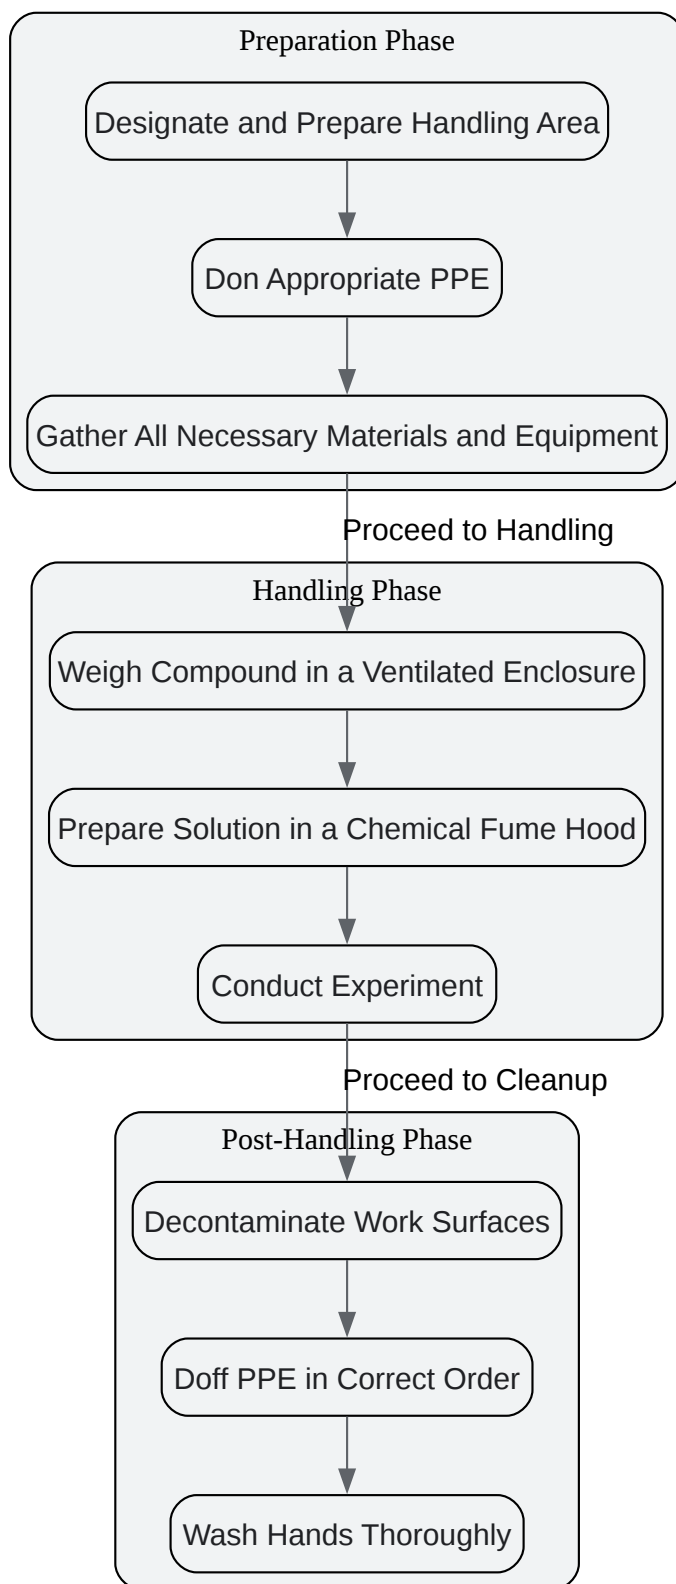 Preparation Phase
Designate and Prepare Handling Area
Don Appropriate PPE
Gather All Necessary Materials and Equipment
Proceed to Handling
Handling Phase
Weigh Compound in a Ventilated Enclosure
Prepare Solution in a Chemical Fume Hood
Conduct Experiment
Proceed to Cleanup
Post-Handling Phase
Decontaminate Work Surfaces
Doff PPE in Correct Order
Wash Hands Thoroughly